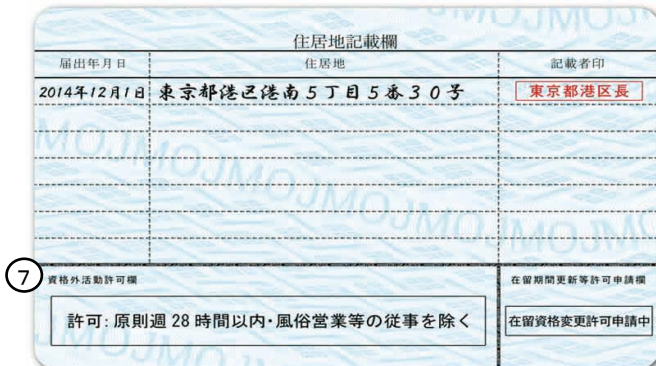 住居地記載欄
届出年月日 住居地 記載者印
2014年12月1日 東京都港区港南5丁目5番30号 東京都港区長
MOJMOJMOJMOJMOJM
⑦ 資格外活動許可欄 在留期間更新等許可申請欄
許可: 原則週28時間以内・風俗営業等の従事を除く 在留資格変更許可申請中